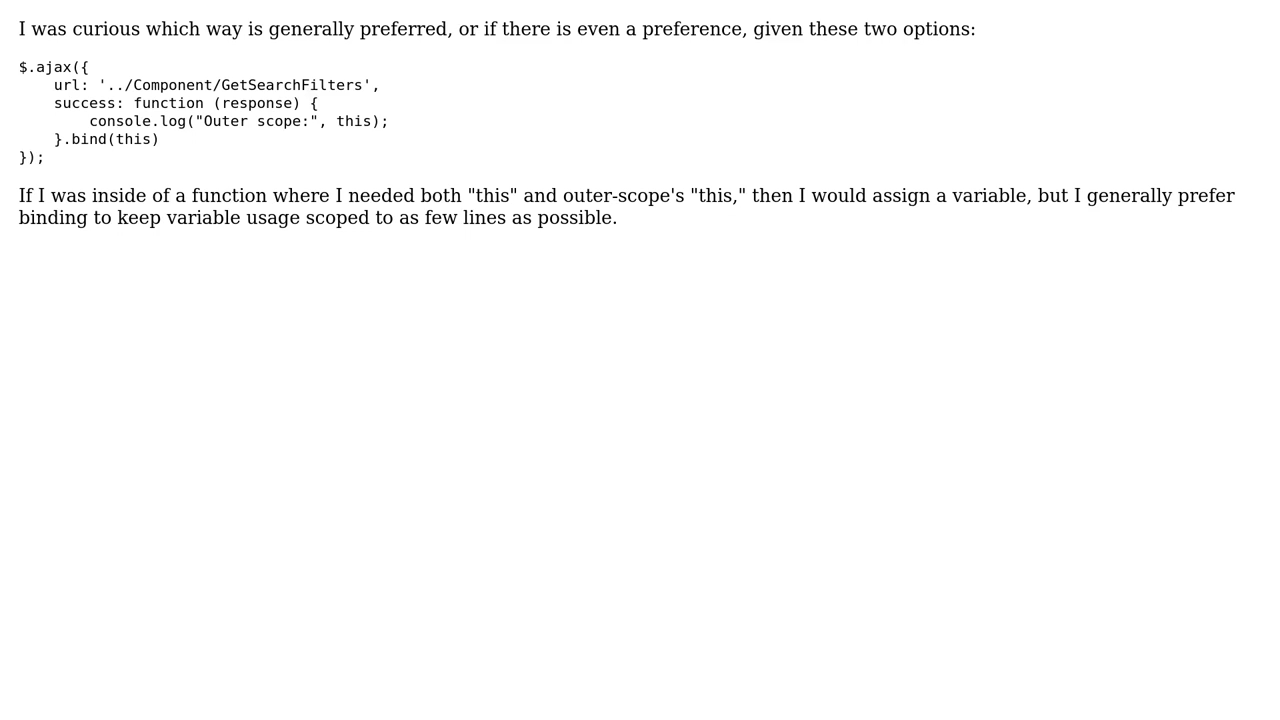 I was curious which way is generally preferred, or if there is even a preference, given these two options:
$.ajax({
    url: '../Component/GetSearchFilters',
    success: function (response) {
        console.log("Outer scope:", this);
    }.bind(this)
});
If I was inside of a function where I needed both "this" and outer-scope's "this," then I would assign a variable, but I generally prefer
binding to keep variable usage scoped to as few lines as possible.